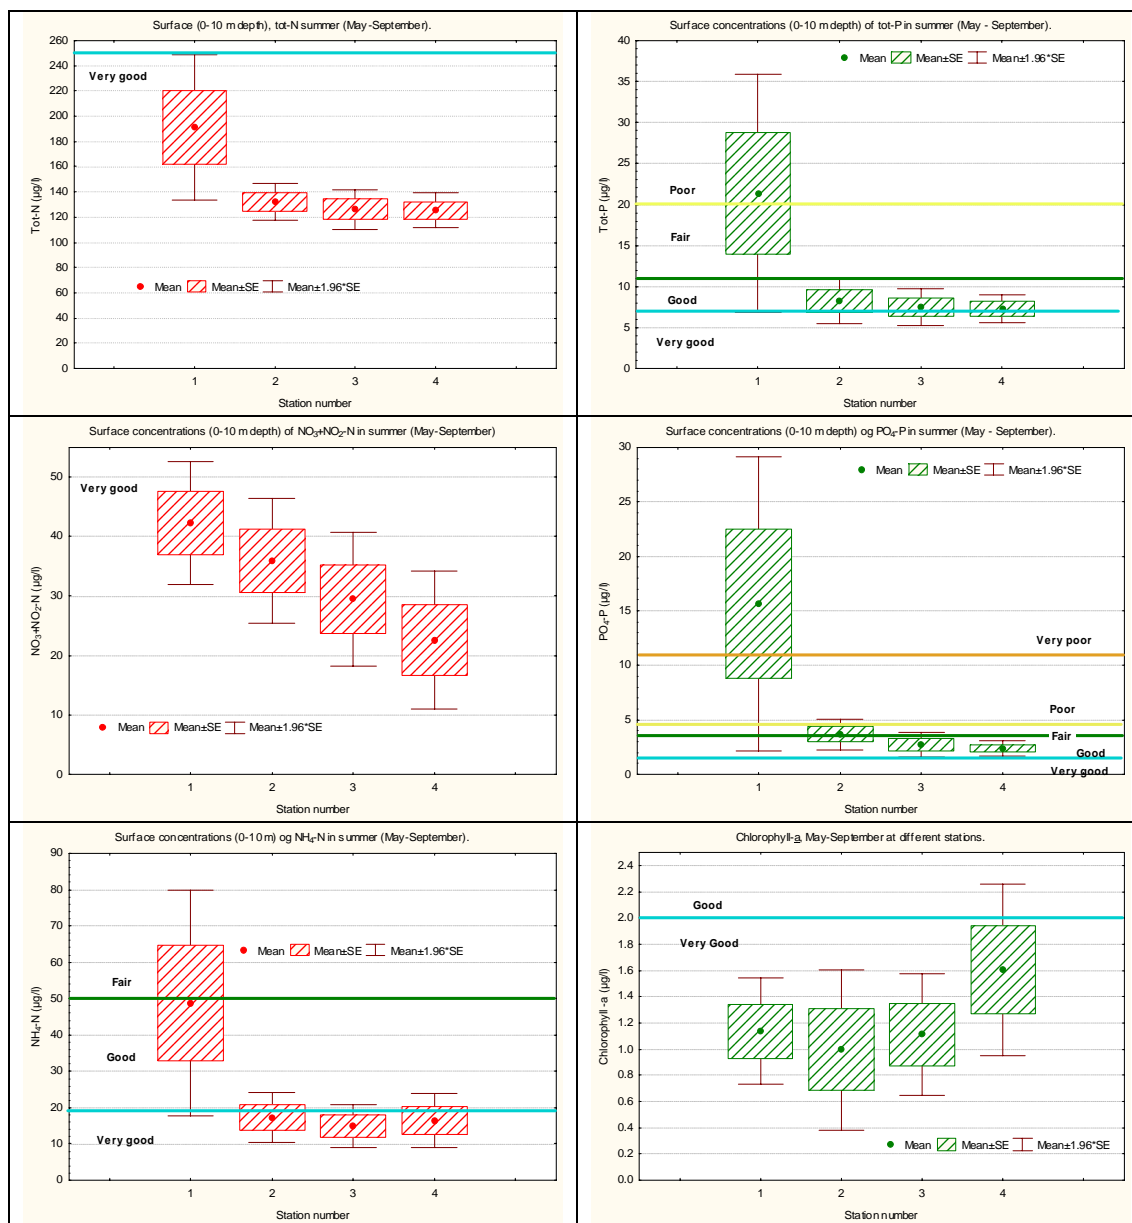 Surface (0-10 m depth), tot-N summer (May-September).
260
240
220
200
180
160
140
120
100
80
60
40
20
0
Tot-N (µg/l)
Very good
Mean Mean±SE Mean±1.96*SE
1 2 3 4
Station number
Surface concentrations (0-10 m depth) of tot-P in summer (May - September).
40
35
30
25
20
15
10
5
0
Tot-P (µg/l)
Mean Mean±SE Mean±1.96*SE
Poor
Fair
Good
Very good
1 2 3 4
Station number
Surface concentrations (0-10 m depth) of NO₃+NO₂-N in summer (May-September)
50
40
30
20
10
0
NO₃+NO₂-N (µg/l)
Very good
Mean Mean±SE Mean±1.96*SE
1 2 3 4
Station number
Surface concentrations (0-10 m depth) og PO₄-P in summer (May - September).
30
25
20
15
10
5
0
PO₄-P (µg/l)
Mean Mean±SE Mean±1.96*SE
Very poor
Poor
Fair
Good
Very good
1 2 3 4
Station number
Surface concentrations (0-10 m) og NH₄-N in summer (May-September).
90
80
70
60
50
40
30
20
10
0
NH₄-N (µg/l)
Mean Mean±SE Mean±1.96*SE
Fair
Good
Very good
1 2 3 4
Station number
Chlorophyll-a, May-September at different stations.
2.4
2.2
2.0
1.8
1.6
1.4
1.2
1.0
0.8
0.6
0.4
0.2
0.0
Chlorophyll -a (µg/l)
Good
Very Good
Mean Mean±SE Mean±1.96*SE
1 2 3 4
Station number